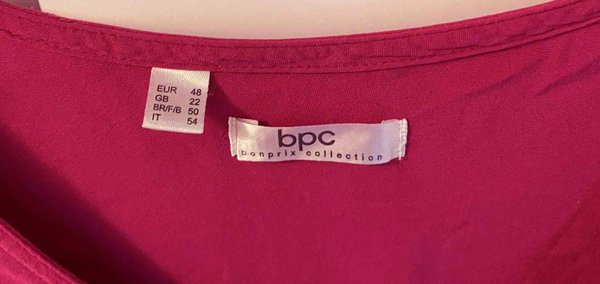 EUR 48
GB 22
BR/F/B 50
IT 54
bpc
bonprix collection